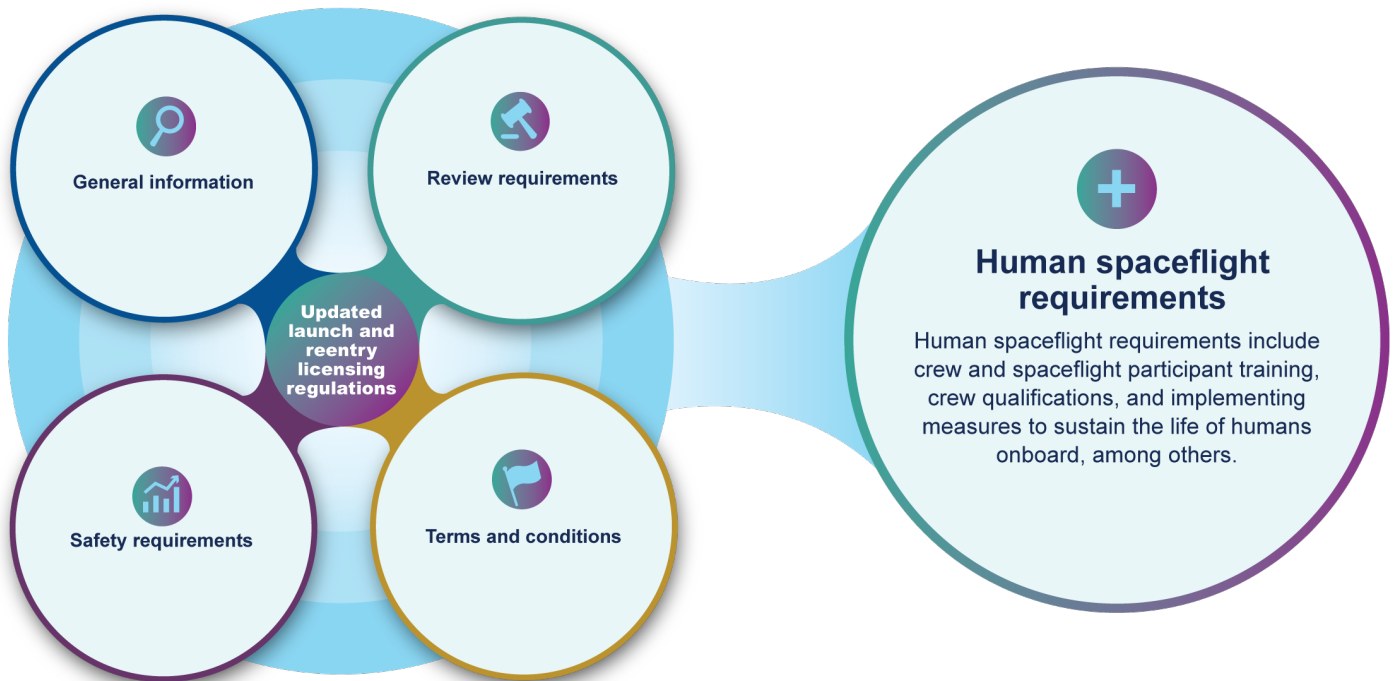 General information
Review requirements
Updated
launch and
reentry
licensing
regulations
Safety requirements
Terms and conditions
Human spaceflight
requirements
Human spaceflight requirements include
crew and spaceflight participant training,
crew qualifications, and implementing
measures to sustain the life of humans
onboard, among others.